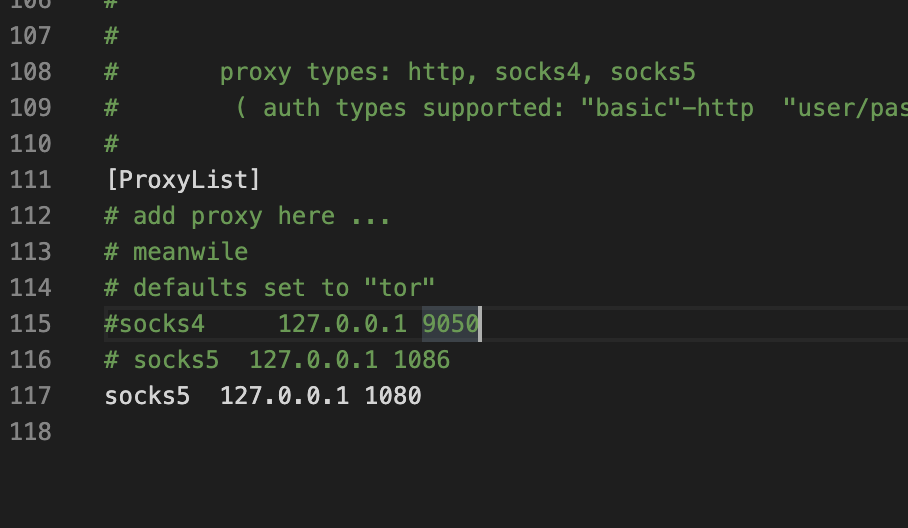 106 #
107 #
108 # proxy types: http, socks4, socks5
109 # ( auth types supported: "basic"-http "user/pas
110 #
111 [ProxyList]
112 # add proxy here ...
113 # meanwile
114 # defaults set to "tor"
115 #socks4 127.0.0.1 9050
116 # socks5 127.0.0.1 1086
117 socks5 127.0.0.1 1080
118